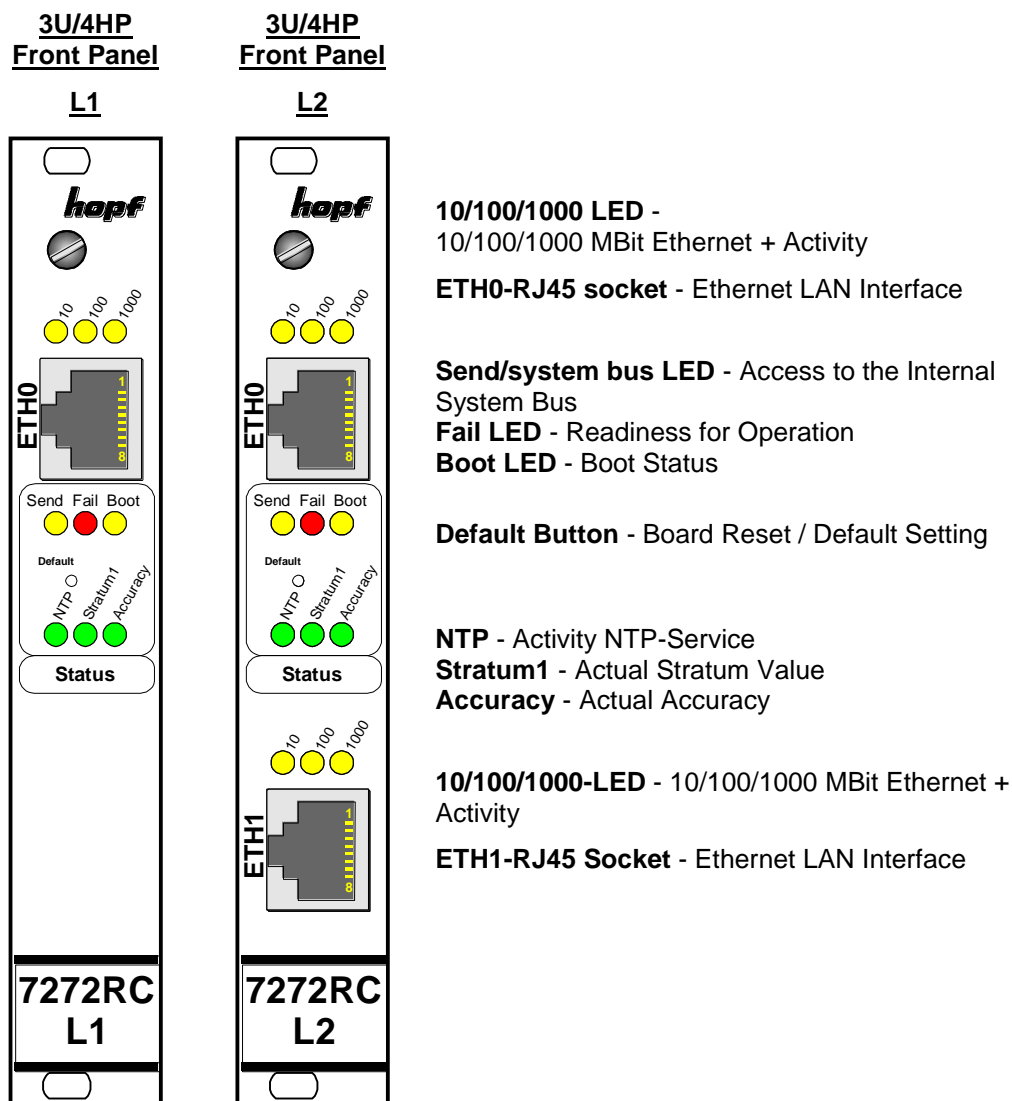 3U/4HP
Front Panel
L1
hopf
10 100 1000
ETH0
1
8
Send Fail Boot
Default
NTP Stratum1 Accuracy
Status
7272RC
L1
3U/4HP
Front Panel
L2
hopf
10 100 1000
ETH0
1
8
Send Fail Boot
Default
NTP Stratum1 Accuracy
Status
10 100 1000
ETH1
1
8
7272RC
L2
10/100/1000 LED -
10/100/1000 MBit Ethernet + Activity
ETH0-RJ45 socket - Ethernet LAN Interface
Send/system bus LED - Access to the Internal
System Bus
Fail LED - Readiness for Operation
Boot LED - Boot Status
Default Button - Board Reset / Default Setting
NTP - Activity NTP-Service
Stratum1 - Actual Stratum Value
Accuracy - Actual Accuracy
10/100/1000-LED - 10/100/1000 MBit Ethernet +
Activity
ETH1-RJ45 Socket - Ethernet LAN Interface